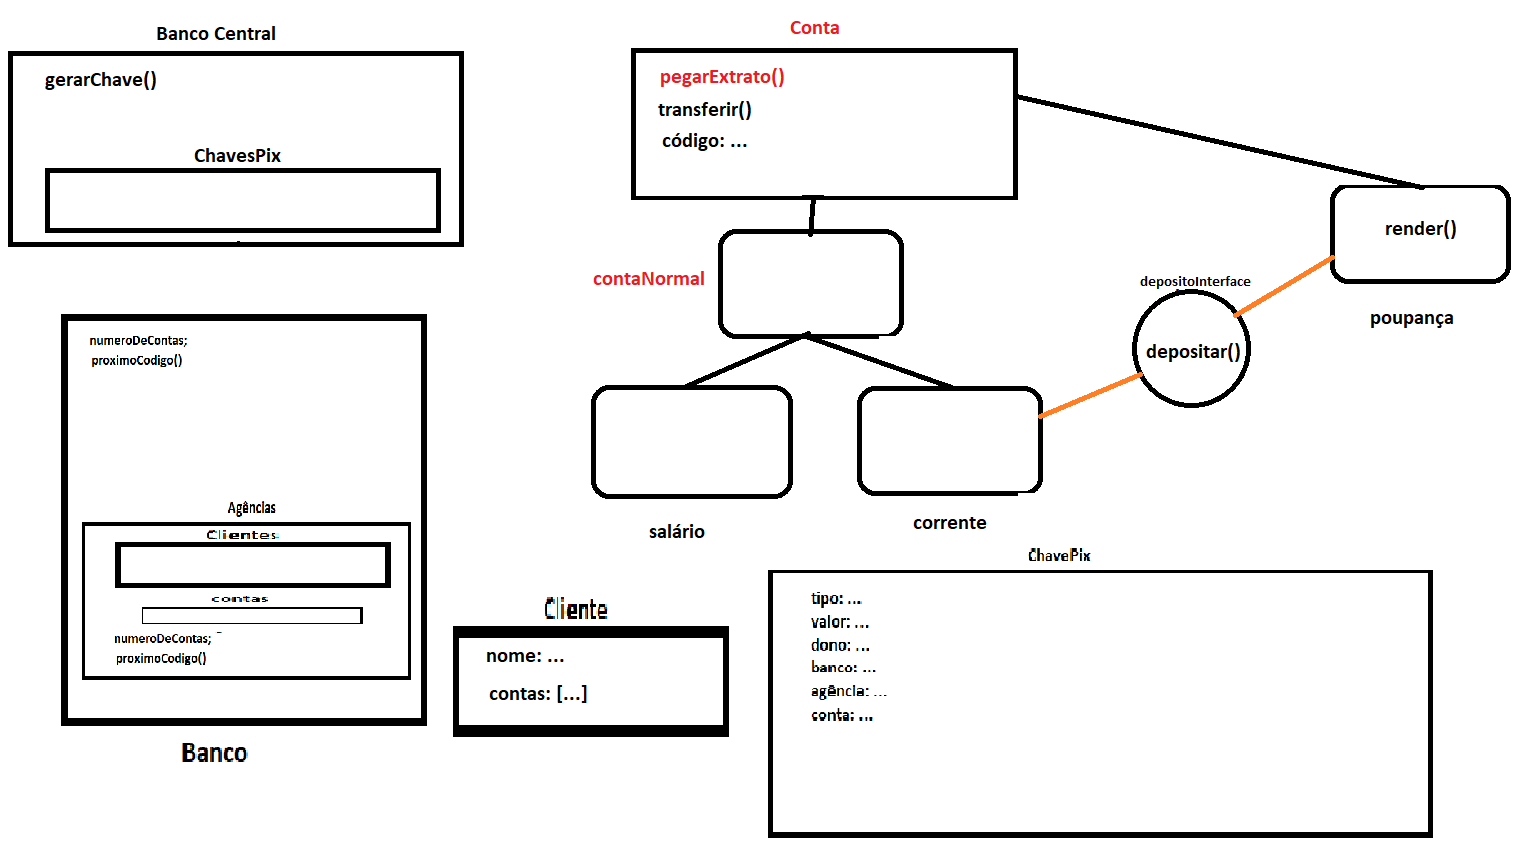 Banco Central
gerarChave()
ChavesPix
Conta
pegarExtrato()
transferir()
código: ...
contaNormal
render()
poupança
depositoInterface
depositar()
salário
corrente
numeroDeContas;
proximoCodigo()
Agências
Clientes
contas
numeroDeContas;
proximoCodigo()
Banco
Cliente
nome: ...
contas: [...]
ChavePix
tipo: ...
valor: ...
dono: ...
banco: ...
agência: ...
conta: ...